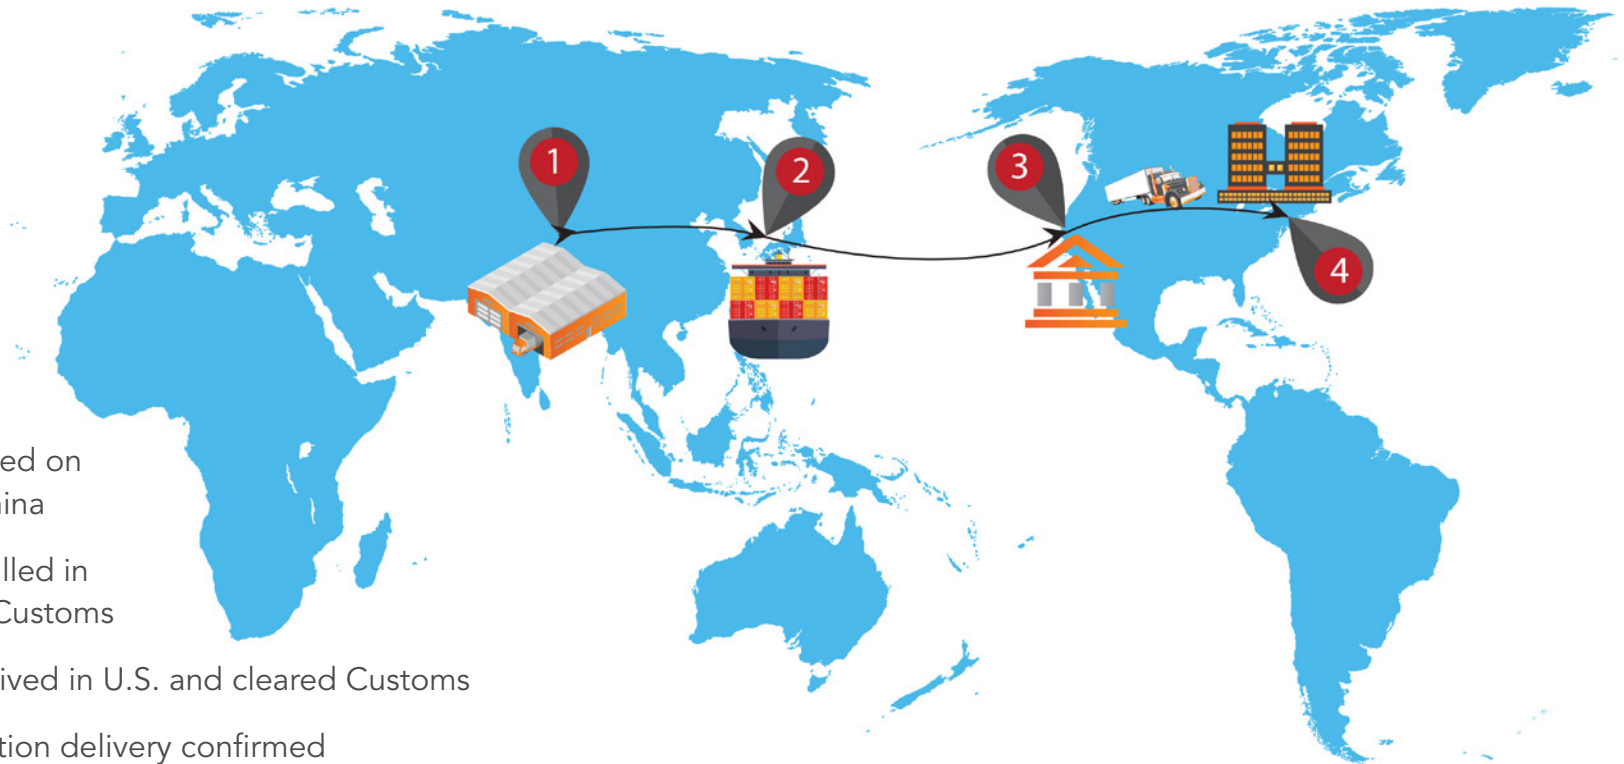 1
2
3
4
ed on
ina
lled in
Customs
ived in U.S. and cleared Customs
tion delivery confirmed